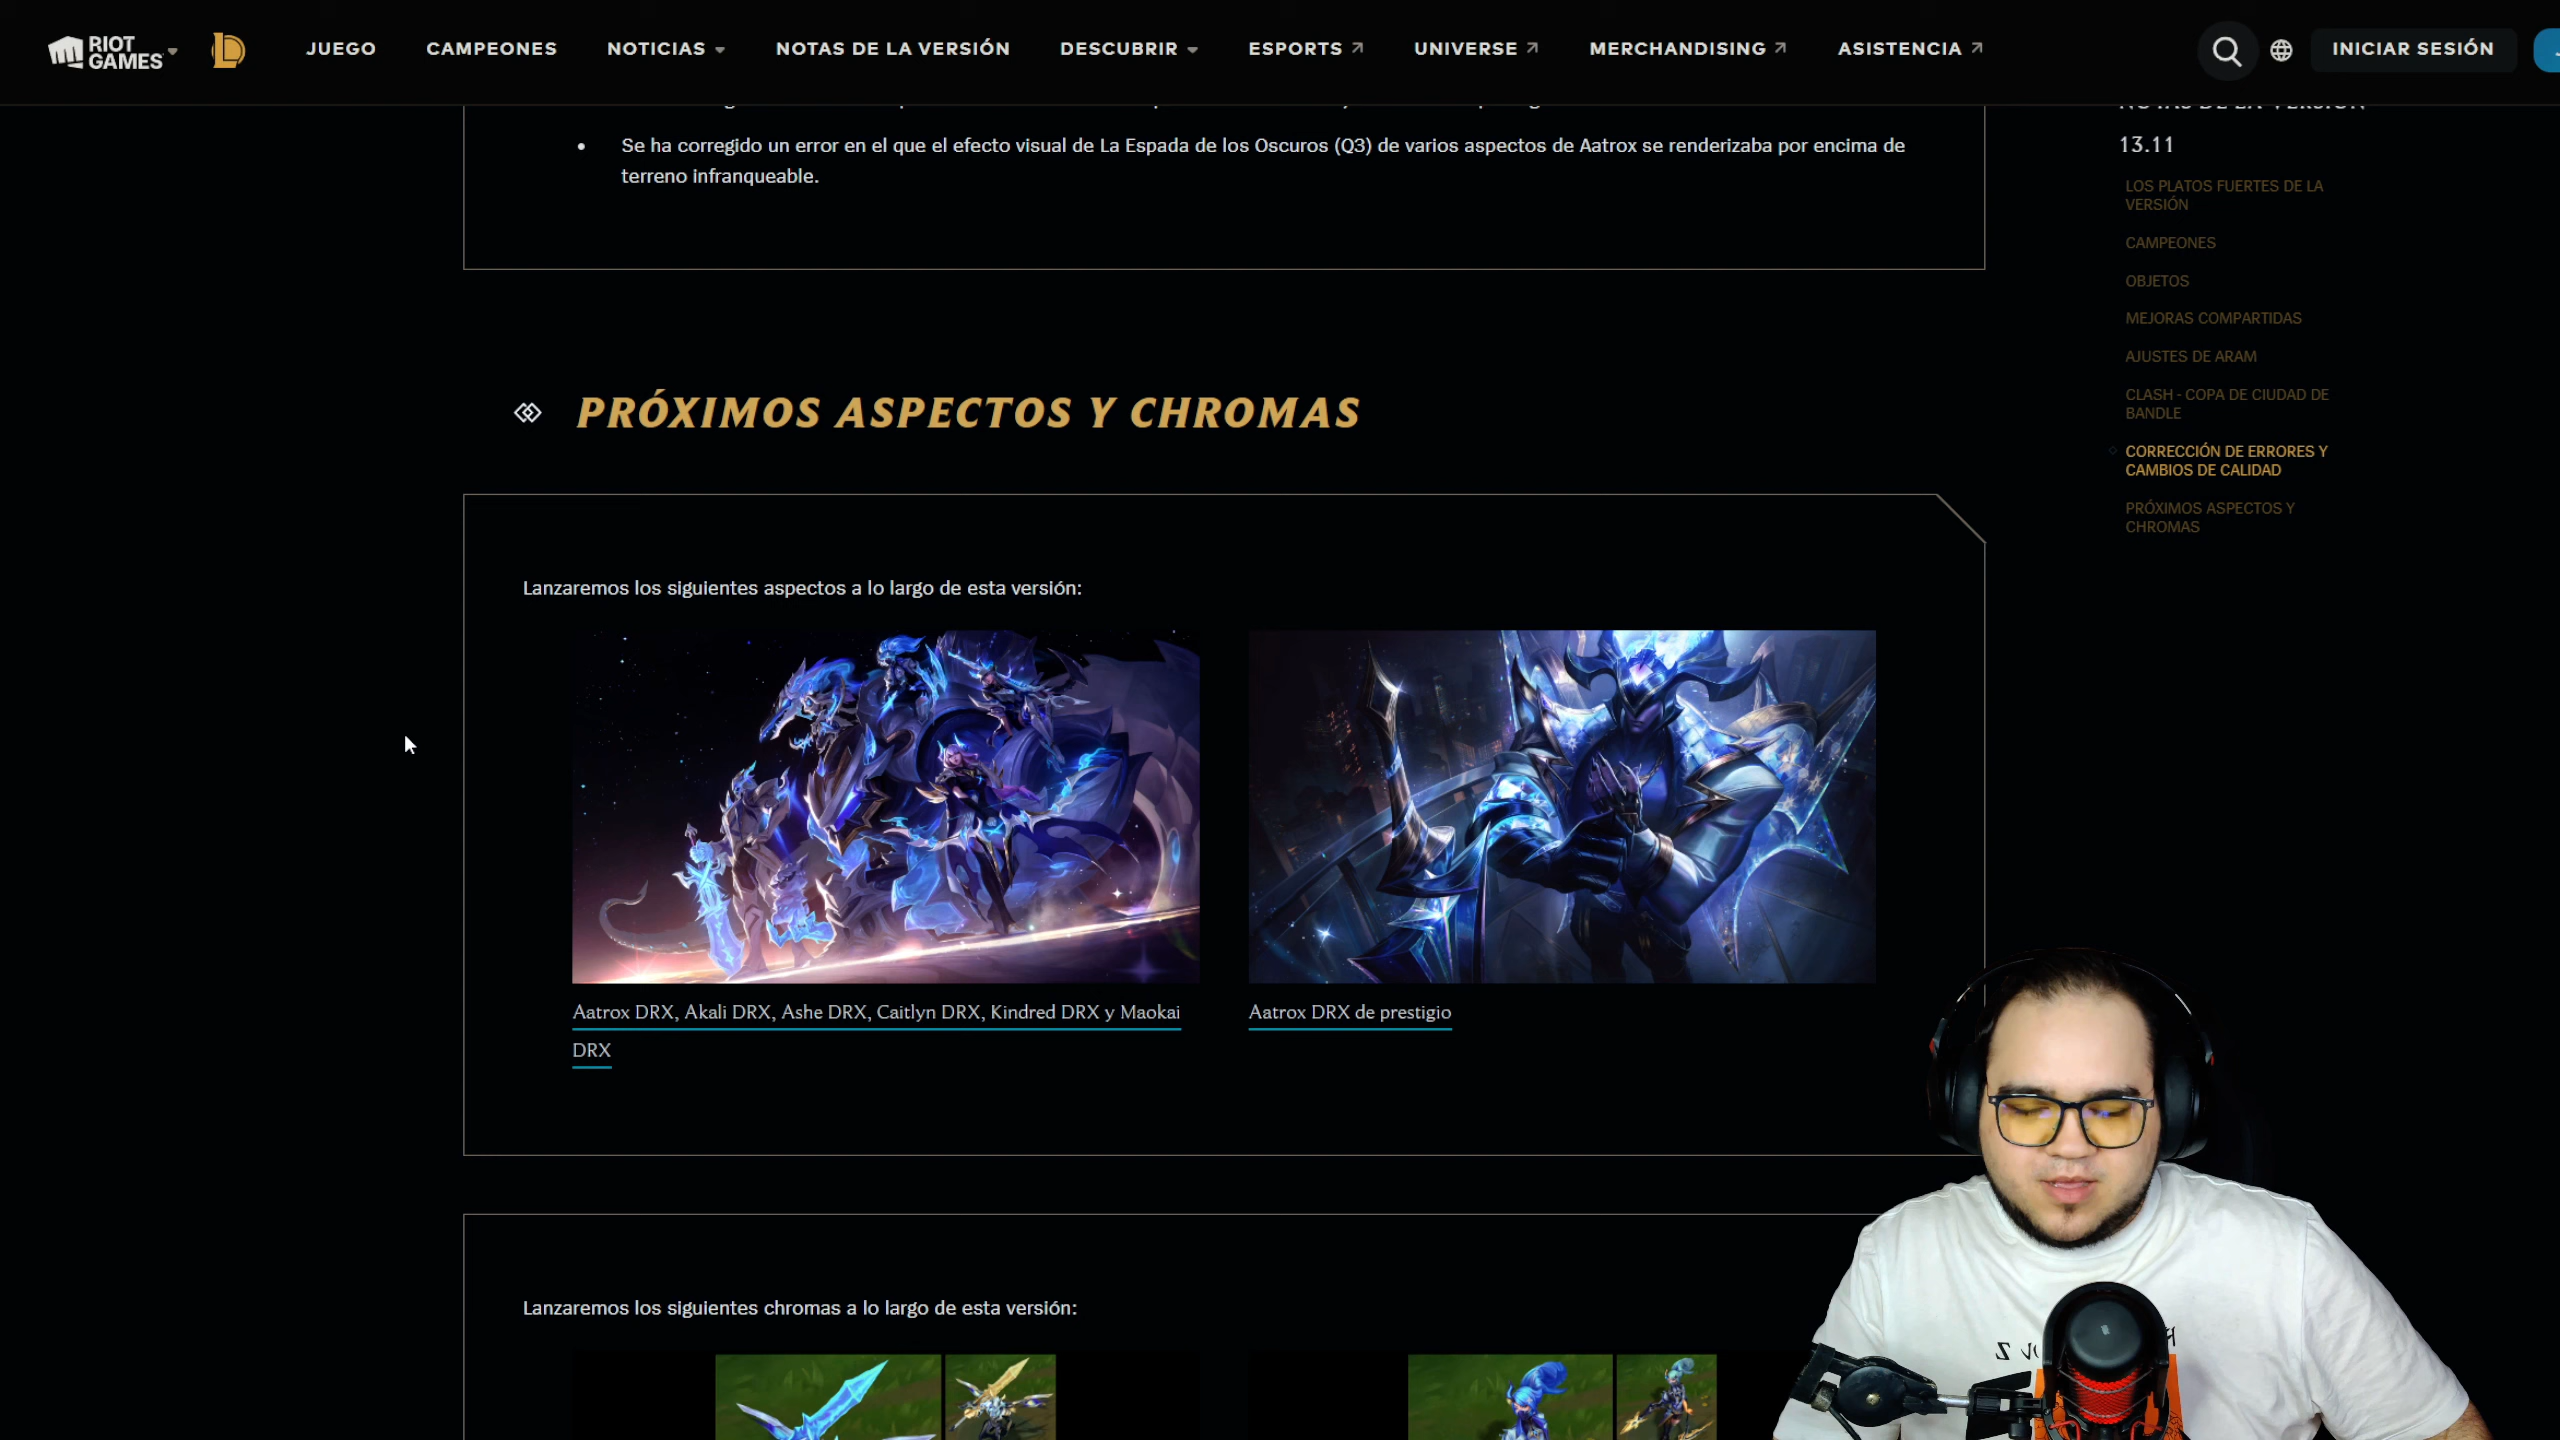 RIOT GAMES
JUEGO CAMPEONES NOTICIAS NOTAS DE LA VERSIÓN DESCUBRIR ESPORTS UNIVERSE MERCHANDISING ASISTENCIA INICIAR SESIÓN
Se ha corregido un error en el que el efecto visual de La Espada de los Oscuros (Q3) de varios aspectos de Aatrox se renderizaba por encima de
terreno infranqueable.
PRÓXIMOS ASPECTOS Y CHROMAS
Lanzaremos los siguientes aspectos a lo largo de esta versión:
Aatrox DRX, Akali DRX, Ashe DRX, Caitlyn DRX, Kindred DRX y Maokai
DRX
Aatrox DRX de prestigio
Lanzaremos los siguientes chromas a lo largo de esta versión:
NOTAS DE LA VERSIÓN
13.11
LOS PLATOS FUERTES DE LA
VERSIÓN
CAMPEONES
OBJETOS
MEJORAS COMPARTIDAS
AJUSTES DE ARAM
CLASH - COPA DE CIUDAD DE
BANDLE
CORRECCIÓN DE ERRORES Y
CAMBIOS DE CALIDAD
PRÓXIMOS ASPECTOS Y
CHROMAS